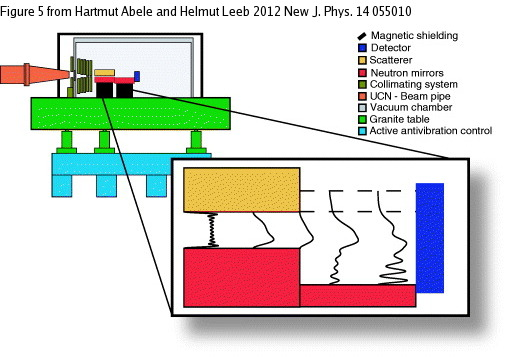 Figure 5 from Hartmut Abele and Helmut Leeb 2012 New J. Phys. 14 055010
Magnetic shielding
Detector
Scatterer
Neutron mirrors
Collimating system
UCN - Beam pipe
Vacuum chamber
Granite table
Active antivibration control